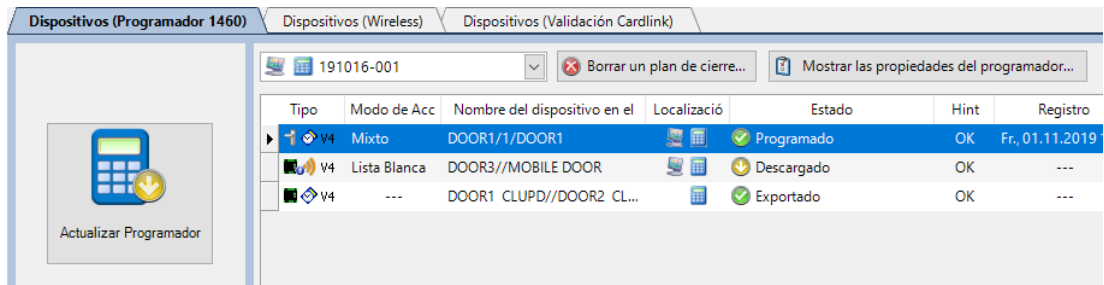 Dispositivos (Programador 1460) Dispositivos (Wireless) Dispositivos (Validación Cardlink)
191016-001 Borrar un plan de cierre... Mostrar las propiedades del programador...
Tipo Modo de Acc Nombre del dispositivo en el Localizació Estado Hint Registro
V4 Mixto DOOR1/1/DOOR1 Programado OK Fr., 01.11.2019 1
V4 Lista Blanca DOOR3//MOBILE DOOR Descargado OK ---
V4 --- DOOR1 CLUPD//DOOR2 CL... Exportado OK ---
Actualizar Programador